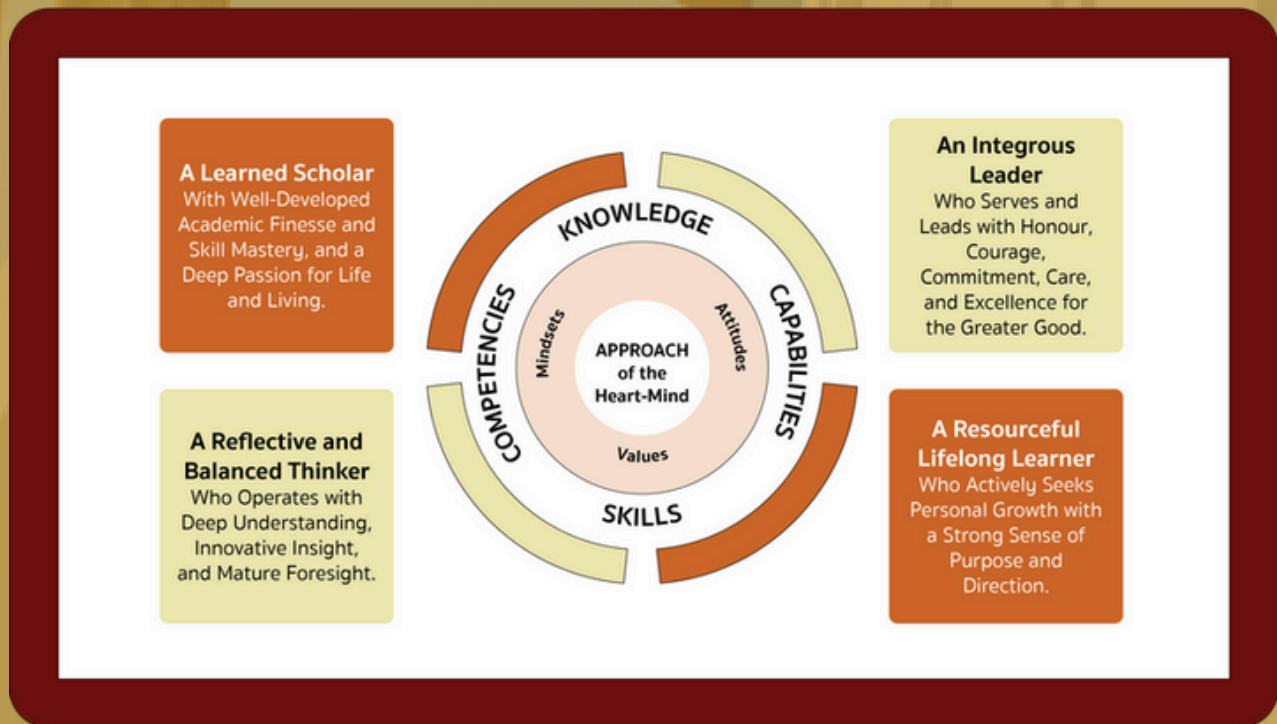 A Learned Scholar
With Well-Developed
Academic Finesse and
Skill Mastery, and a
Deep Passion for Life
and Living.
An Integrous
Leader
Who Serves and
Leads with Honour,
Courage,
Commitment, Care,
and Excellence for
the Greater Good.
KNOWLEDGE
COMPETENCIES
CAPABILITIES
SKILLS
Mindsets
Attitudes
Values
APPROACH
of the
Heart-Mind
A Reflective and
Balanced Thinker
Who Operates with
Deep Understanding,
Innovative Insight,
and Mature Foresight.
A Resourceful
Lifelong Learner
Who Actively Seeks
Personal Growth with
a Strong Sense of
Purpose and
Direction.